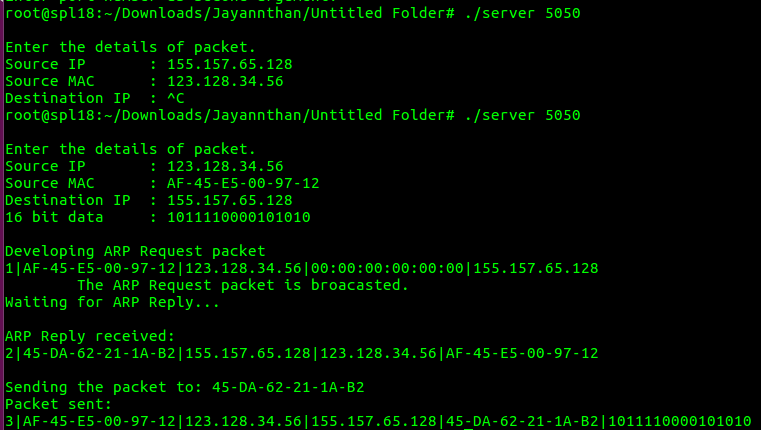 root@spl18:~/Downloads/Jayannthan/Untitled Folder# ./server 5050
Enter the details of packet.
Source IP       : 155.157.65.128
Source MAC      : 123.128.34.56
Destination IP  : ^C
root@spl18:~/Downloads/Jayannthan/Untitled Folder# ./server 5050
Enter the details of packet.
Source IP       : 123.128.34.56
Source MAC      : AF-45-E5-00-97-12
Destination IP  : 155.157.65.128
16 bit data     : 1011110000101010
Developing ARP Request packet
1|AF-45-E5-00-97-12|123.128.34.56|00:00:00:00:00:00|155.157.65.128
        The ARP Request packet is broacasted.
Waiting for ARP Reply...
ARP Reply received:
2|45-DA-62-21-1A-B2|155.157.65.128|123.128.34.56|AF-45-E5-00-97-12
Sending the packet to: 45-DA-62-21-1A-B2
Packet sent:
3|AF-45-E5-00-97-12|123.128.34.56|155.157.65.128|45-DA-62-21-1A-B2|1011110000101010